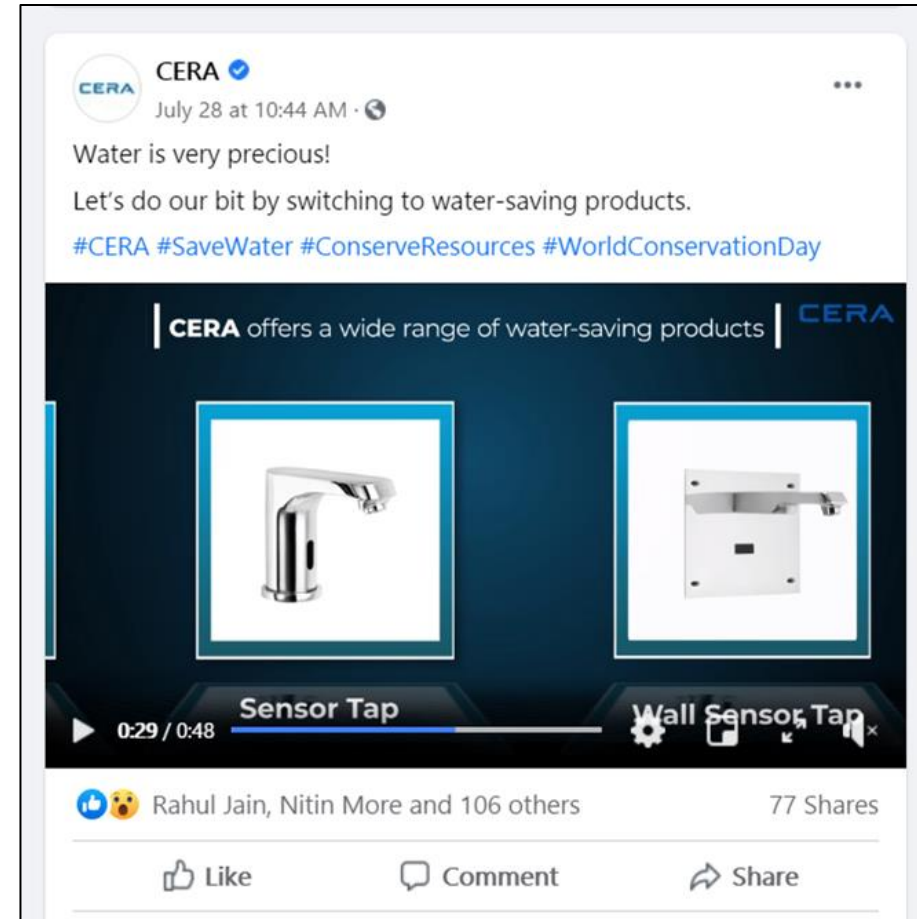 CERA
CERA
July 28 at 10:44 AM ·
Water is very precious!
Let's do our bit by switching to water-saving products.
#CERA #SaveWater #ConserveResources #WorldConservationDay
CERA offers a wide range of water-saving products
CERA
Sensor Tap
Wall Sensor Tap
0:29 / 0:48
Rahul Jain, Nitin More and 106 others
77 Shares
Like
Comment
Share